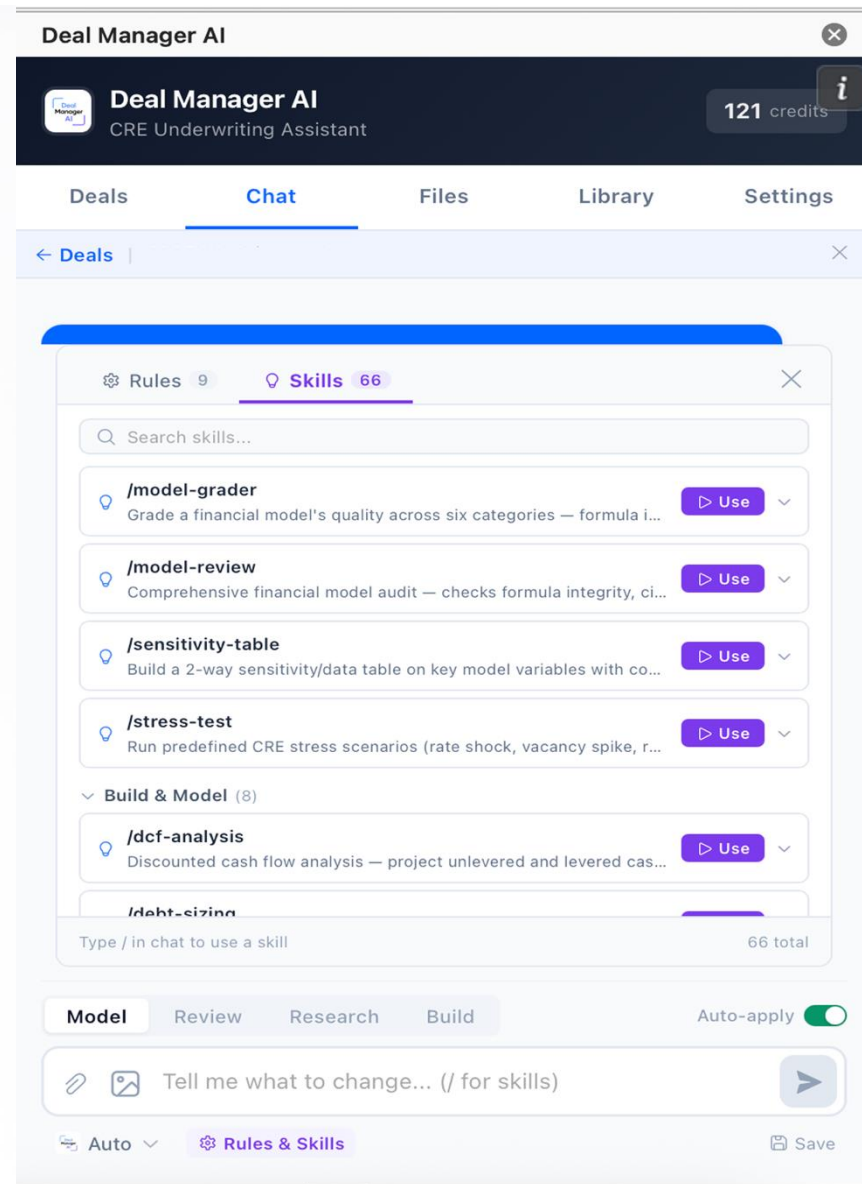 Deal Manager AI
Deal Manager AI
Deal Manager AI
CRE Underwriting Assistant
121 credits
i
Deals Chat Files Library Settings
← Deals |
Rules 9 Skills 66
Search skills...
/model-grader
Grade a financial model's quality across six categories — formula i...
Use
/model-review
Comprehensive financial model audit — checks formula integrity, ci...
Use
/sensitivity-table
Build a 2-way sensitivity/data table on key model variables with co...
Use
/stress-test
Run predefined CRE stress scenarios (rate shock, vacancy spike, r...
Use
Build & Model (8)
/dcf-analysis
Discounted cash flow analysis — project unlevered and levered cas...
Use
/debt-sizing
Type / in chat to use a skill 66 total
Model Review Research Build Auto-apply
Tell me what to change... (/ for skills)
Auto Rules & Skills Save